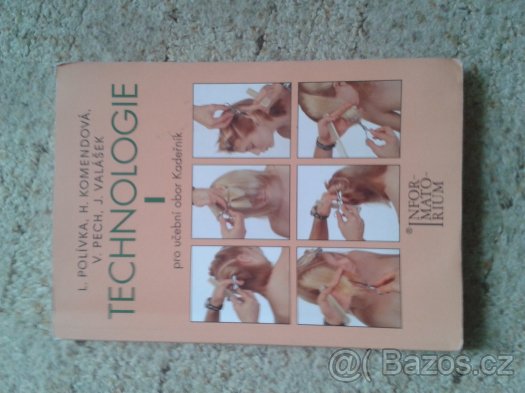 L. POLÍVKA, H. KOMENDOVÁ,
V. PECH, J. VALÁŠEK
TECHNOLOGIE
I
pro učební obor Kadeřník
® INFOR-
MATO-
RIUM
Bazos.cz